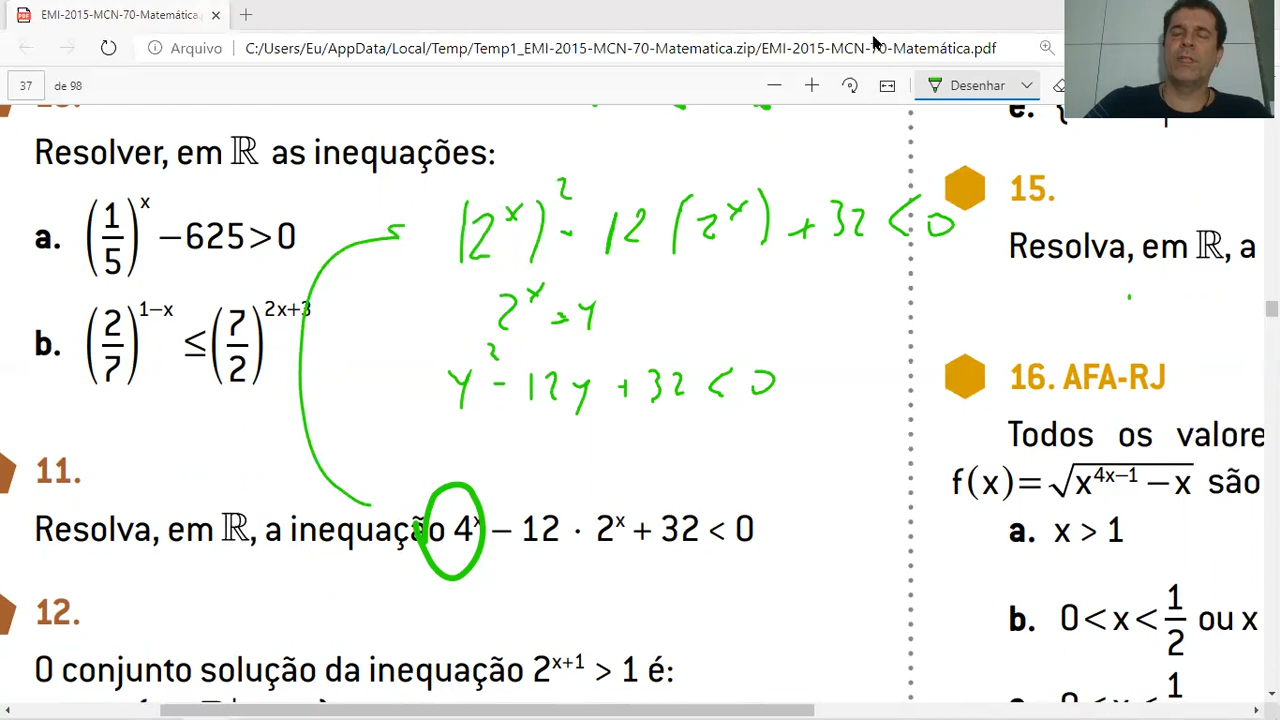 EMI-2015-MCN-70-Matemática.
Arquivo
C:/Users/Eu/AppData/Local/Temp/Temp1_EMI-2015-MCN-70-Matematica.zip/EMI-2015-MCN-70-Matemática.pdf
37 de 98
Desenhar
Resolver, em ℝ as inequações:
a. (1/5)^x −625>0
b. (2/7)^(1−x) ≤ (7/2)^(2x+3)
(2^x)^2 - 12 (2^x) + 32 < 0
2^x = y
y^2 - 12y + 32 < 0
11.
Resolva, em ℝ, a inequação 4^x − 12 · 2^x + 32 < 0
12.
O conjunto solução da inequação 2^(x+1) > 1 é:
e.
15.
Resolva, em ℝ, a
16. AFA-RJ
Todos os valore
f(x)=√(x^(4x−1) − x) são
a. x > 1
b. 0<x<1/2 ou x